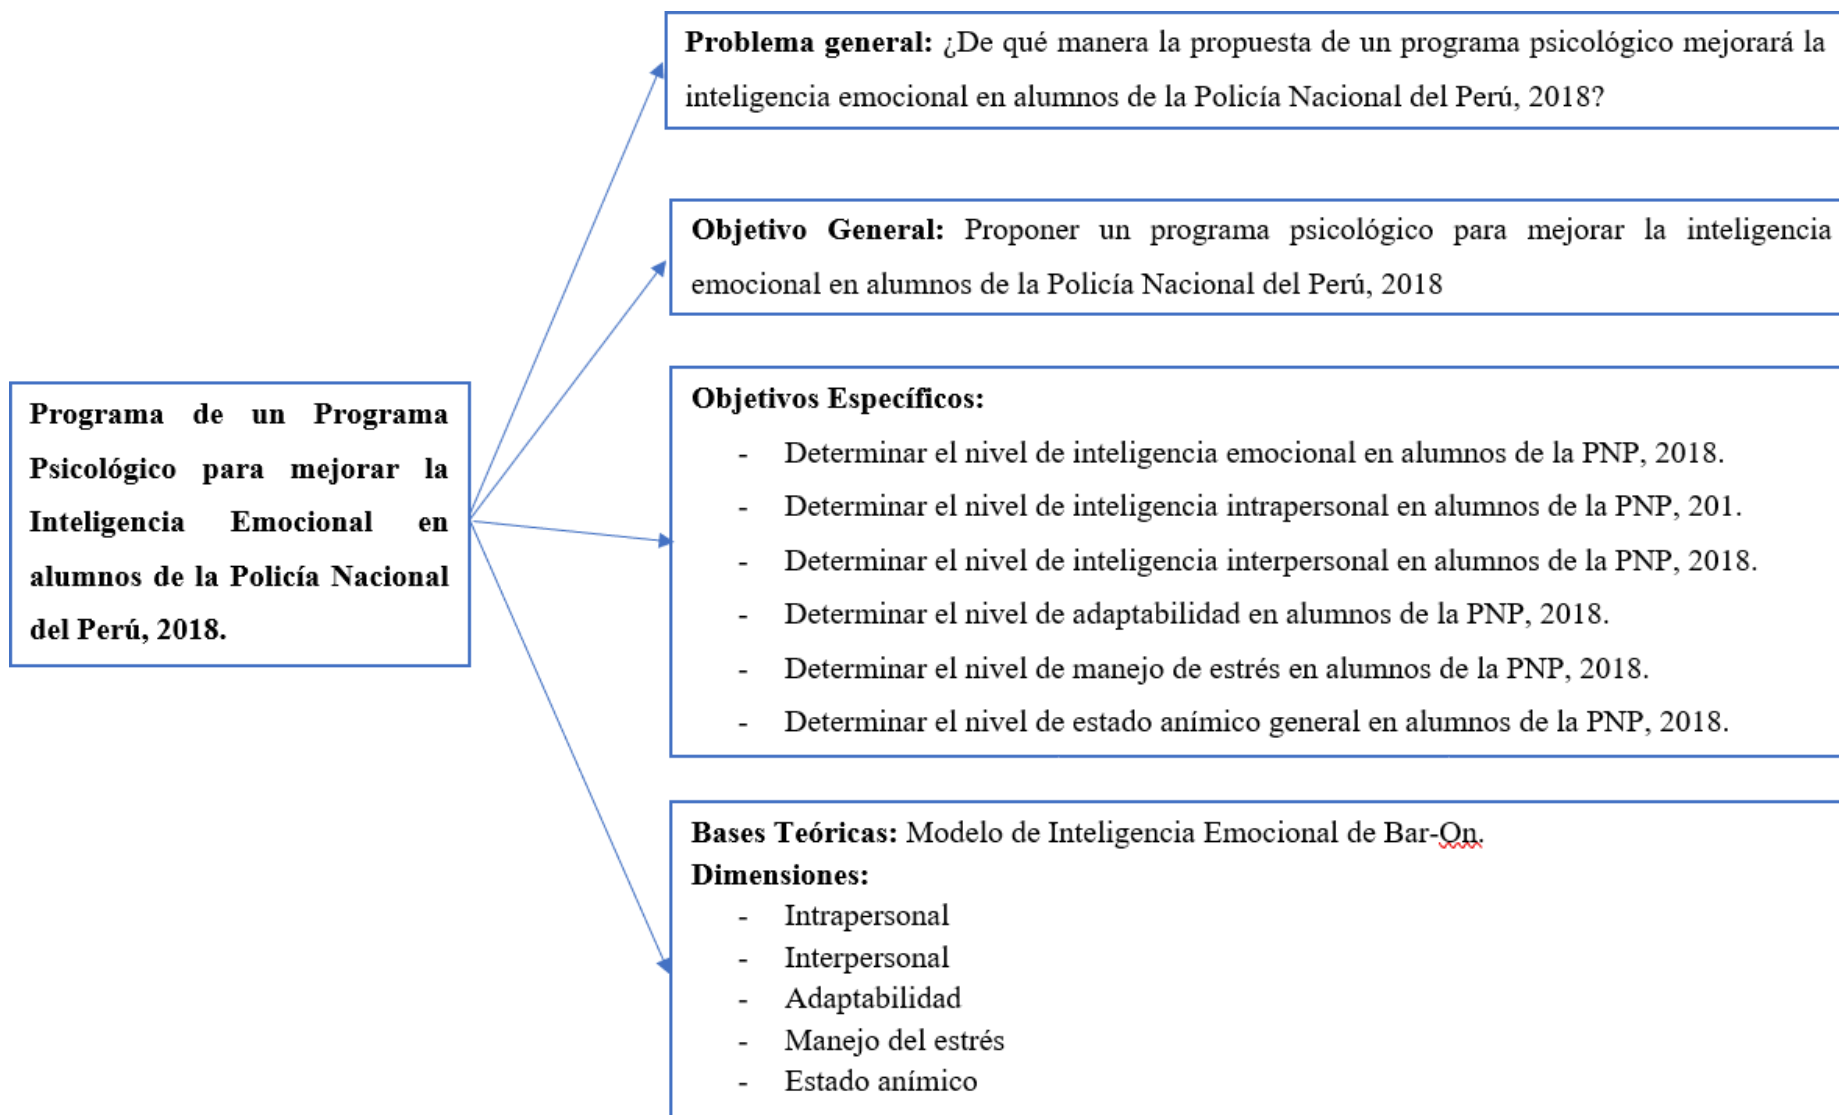 Problema general: ¿De qué manera la propuesta de un programa psicológico mejorará la
inteligencia emocional en alumnos de la Policía Nacional del Perú, 2018?
Objetivo General: Proponer un programa psicológico para mejorar la inteligencia
emocional en alumnos de la Policía Nacional del Perú, 2018
Programa de un Programa
Psicológico para mejorar la
Inteligencia Emocional en
alumnos de la Policía Nacional
del Perú, 2018.
Objetivos Específicos:
- Determinar el nivel de inteligencia emocional en alumnos de la PNP, 2018.
- Determinar el nivel de inteligencia intrapersonal en alumnos de la PNP, 201.
- Determinar el nivel de inteligencia interpersonal en alumnos de la PNP, 2018.
- Determinar el nivel de adaptabilidad en alumnos de la PNP, 2018.
- Determinar el nivel de manejo de estrés en alumnos de la PNP, 2018.
- Determinar el nivel de estado anímico general en alumnos de la PNP, 2018.
Bases Teóricas: Modelo de Inteligencia Emocional de Bar-On.
Dimensiones:
- Intrapersonal
- Interpersonal
- Adaptabilidad
- Manejo del estrés
- Estado anímico